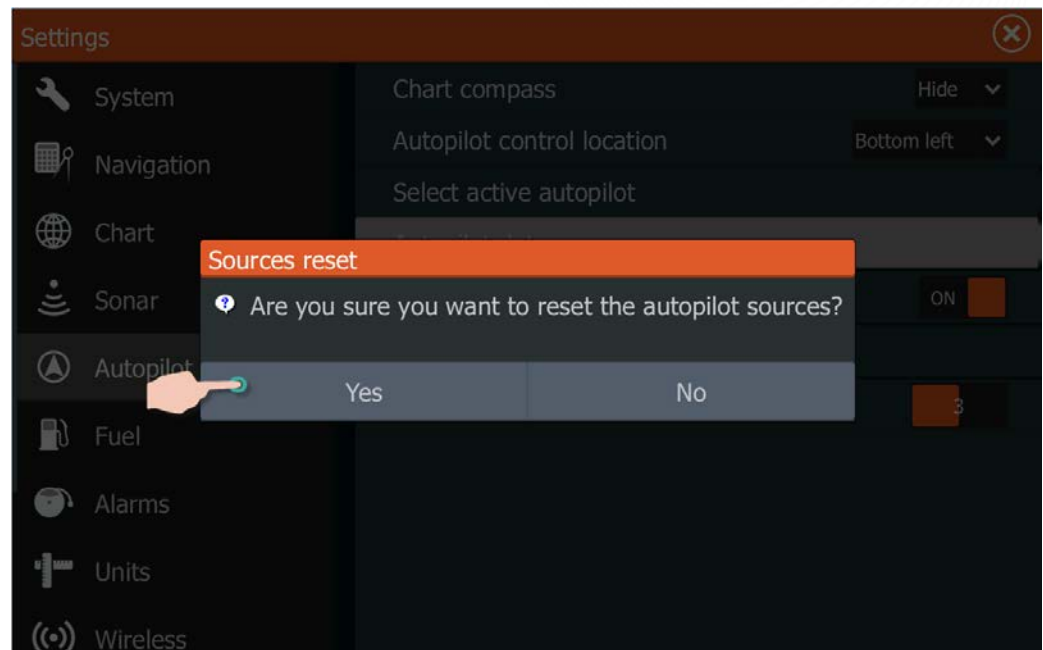 Settings
System
Chart compass
Hide
Navigation
Autopilot control location
Bottom left
Select active autopilot
Chart
Sources reset
Are you sure you want to reset the autopilot sources?
Sonar
ON
Autopilot
Yes
No
3
Fuel
Alarms
Units
Wireless